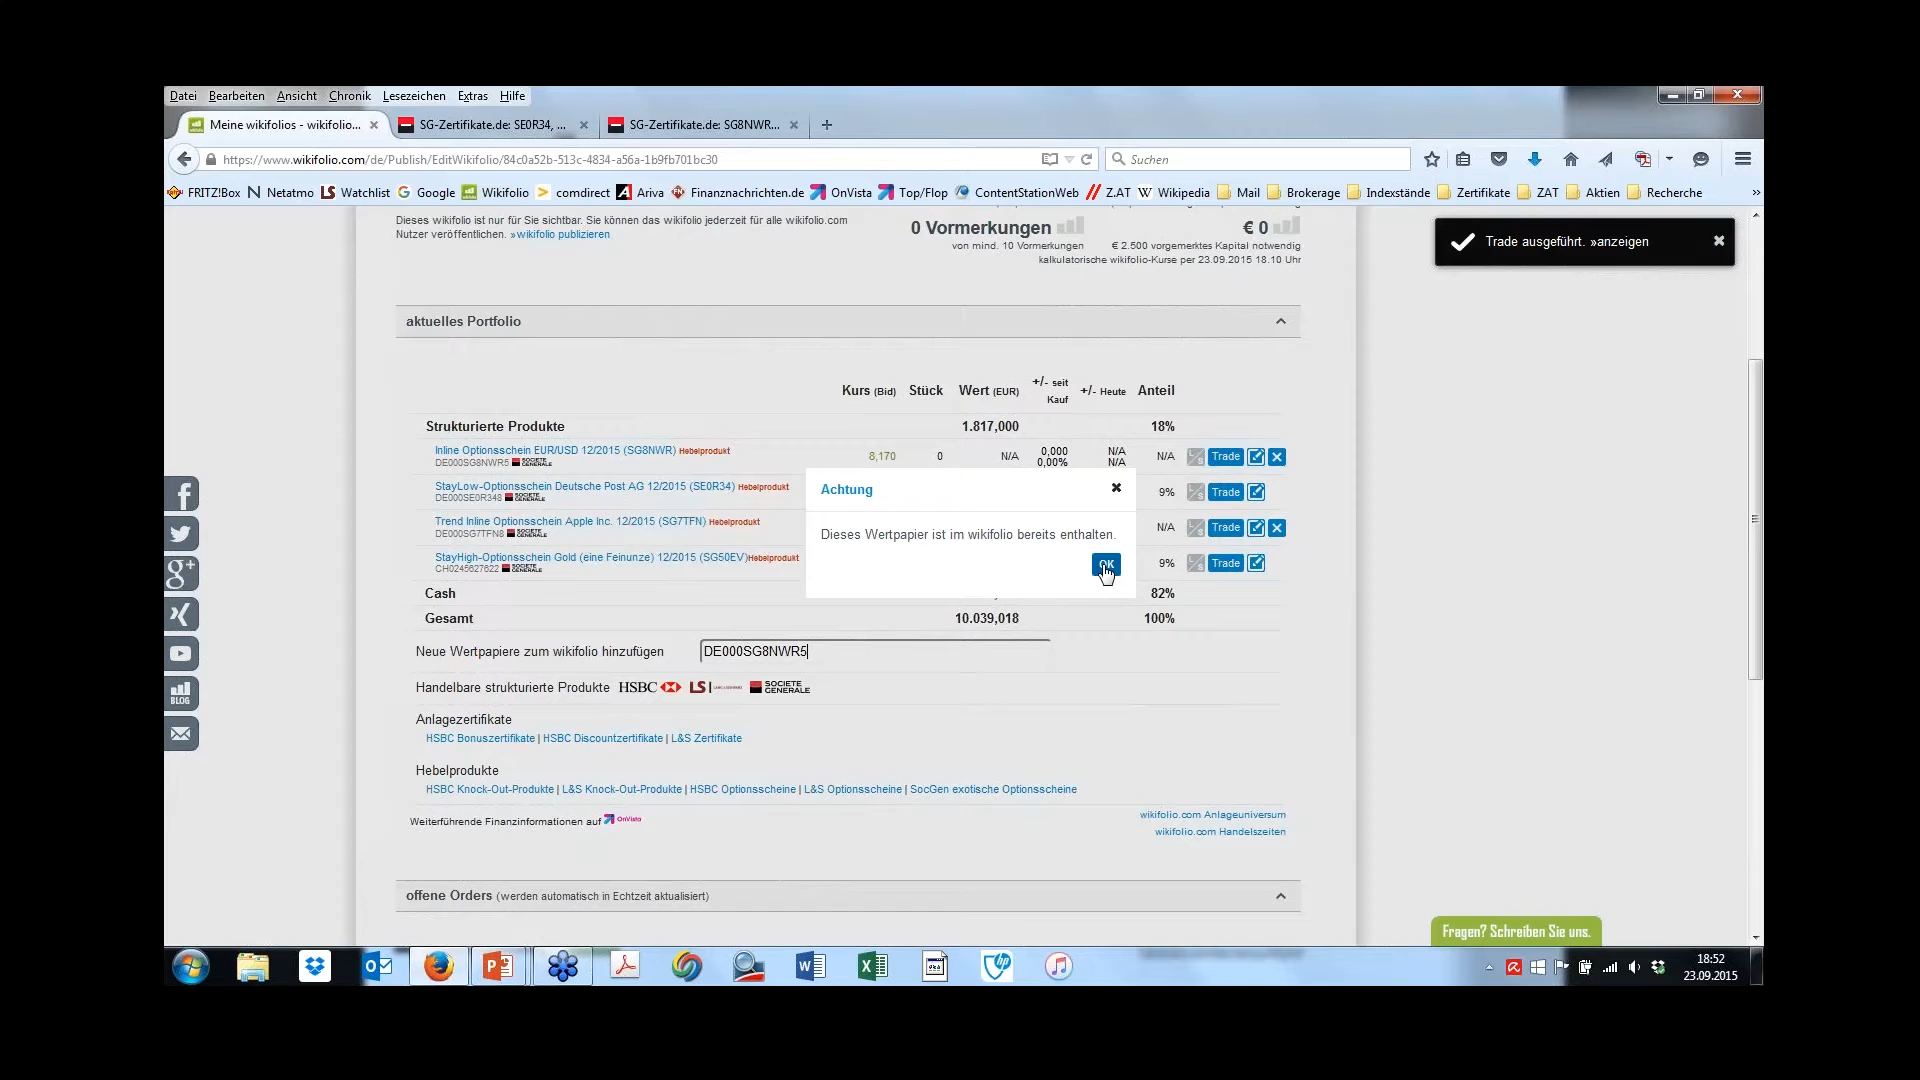 Datei Bearbeiten Ansicht Chronik Lesezeichen Extras Hilfe
Meine wikifolios - wikifolio...
SG-Zertifikate.de: SE0R34, ...
SG-Zertifikate.de: SG8NWR...
https://www.wikifolio.com/de/Publish/EditWikifolio/84c0a52b-513c-4834-a56a-1b9fb701bc30
Suchen
FRITZ!Box Netatmo Watchlist Google Wikifolio comdirect Ariva Finanznachrichten.de OnVista Top/Flop ContentStationWeb Z.AT Wikipedia Mail Brokerage Indexstände Zertifikate ZAT Aktien Recherche »
Dieses wikifolio ist nur für Sie sichtbar. Sie können das wikifolio jederzeit für alle wikifolio.com
Nutzer veröffentlichen. »wikifolio publizieren
0 Vormerkungen
von mind. 10 Vormerkungen
€ 0
€ 2.500 vorgemerktes Kapital notwendig
kalkulatorische wikifolio-Kurse per 23.09.2015 18.10 Uhr
Trade ausgeführt. »anzeigen
aktuelles Portfolio
Kurs (Bid) Stück Wert (EUR) +/- seit Kauf +/- Heute Anteil
Strukturierte Produkte 1.817,000 18%
Inline Optionsschein EUR/USD 12/2015 (SG8NWR) Hebelprodukt
DE000SG8NWR5 SOCIETE GENERALE
8,170 0 N/A 0,000 0,00% N/A N/A N/A Trade
StayLow-Optionsschein Deutsche Post AG 12/2015 (SE0R34) Hebelprodukt
DE000SE0R348 SOCIETE GENERALE
9% Trade
Trend Inline Optionsschein Apple Inc. 12/2015 (SG7TFN) Hebelprodukt
DE000SG7TFN8 SOCIETE GENERALE
N/A Trade
StayHigh-Optionsschein Gold (eine Feinunze) 12/2015 (SG50EV)Hebelprodukt
CH0245627622 SOCIETE GENERALE
9% Trade
Achtung
Dieses Wertpapier ist im wikifolio bereits enthalten.
OK
Cash 82%
Gesamt 10.039,018 100%
Neue Wertpapiere zum wikifolio hinzufügen DE000SG8NWR5
Handelbare strukturierte Produkte HSBC LS SOCIETE GENERALE
Anlagezertifikate
HSBC Bonuszertifikate | HSBC Discountzertifikate | L&S Zertifikate
Hebelprodukte
HSBC Knock-Out-Produkte | L&S Knock-Out-Produkte | HSBC Optionsscheine | L&S Optionsscheine | SocGen exotische Optionsscheine
Weiterführende Finanzinformationen auf OnVista
wikifolio.com Anlageuniversum
wikifolio.com Handelszeiten
offene Orders (werden automatisch in Echtzeit aktualisiert)
BLOG
Fragen? Schreiben Sie uns.
18:52
23.09.2015